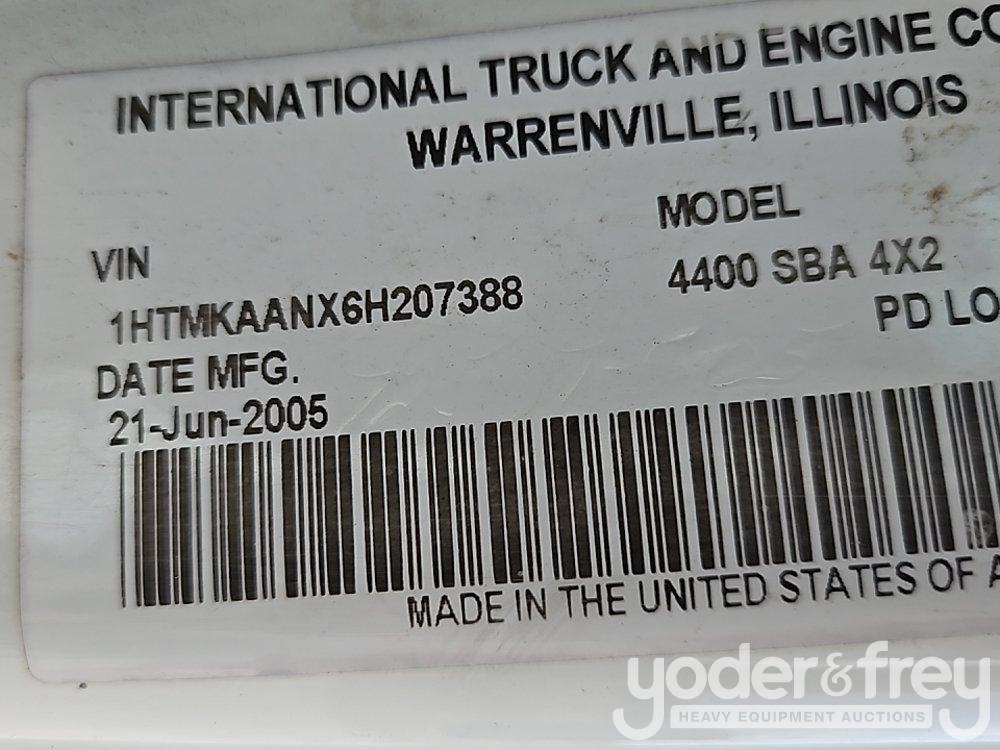 INTERNATIONAL TRUCK AND ENGINE CO
WARRENVILLE, ILLINOIS
VIN
MODEL
1HTMKAANX6H207388
4400 SBA 4X2
PD LO
DATE MFG.
21-Jun-2005
MADE IN THE UNITED STATES OF A
yoder&frey
HEAVY EQUIPMENT AUCTIONS